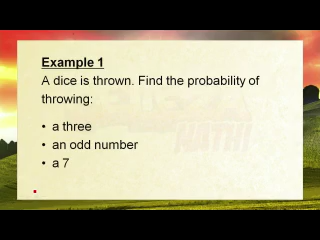 Example 1
A dice is thrown. Find the probability of
throwing:
• a three
• an odd number
• a 7